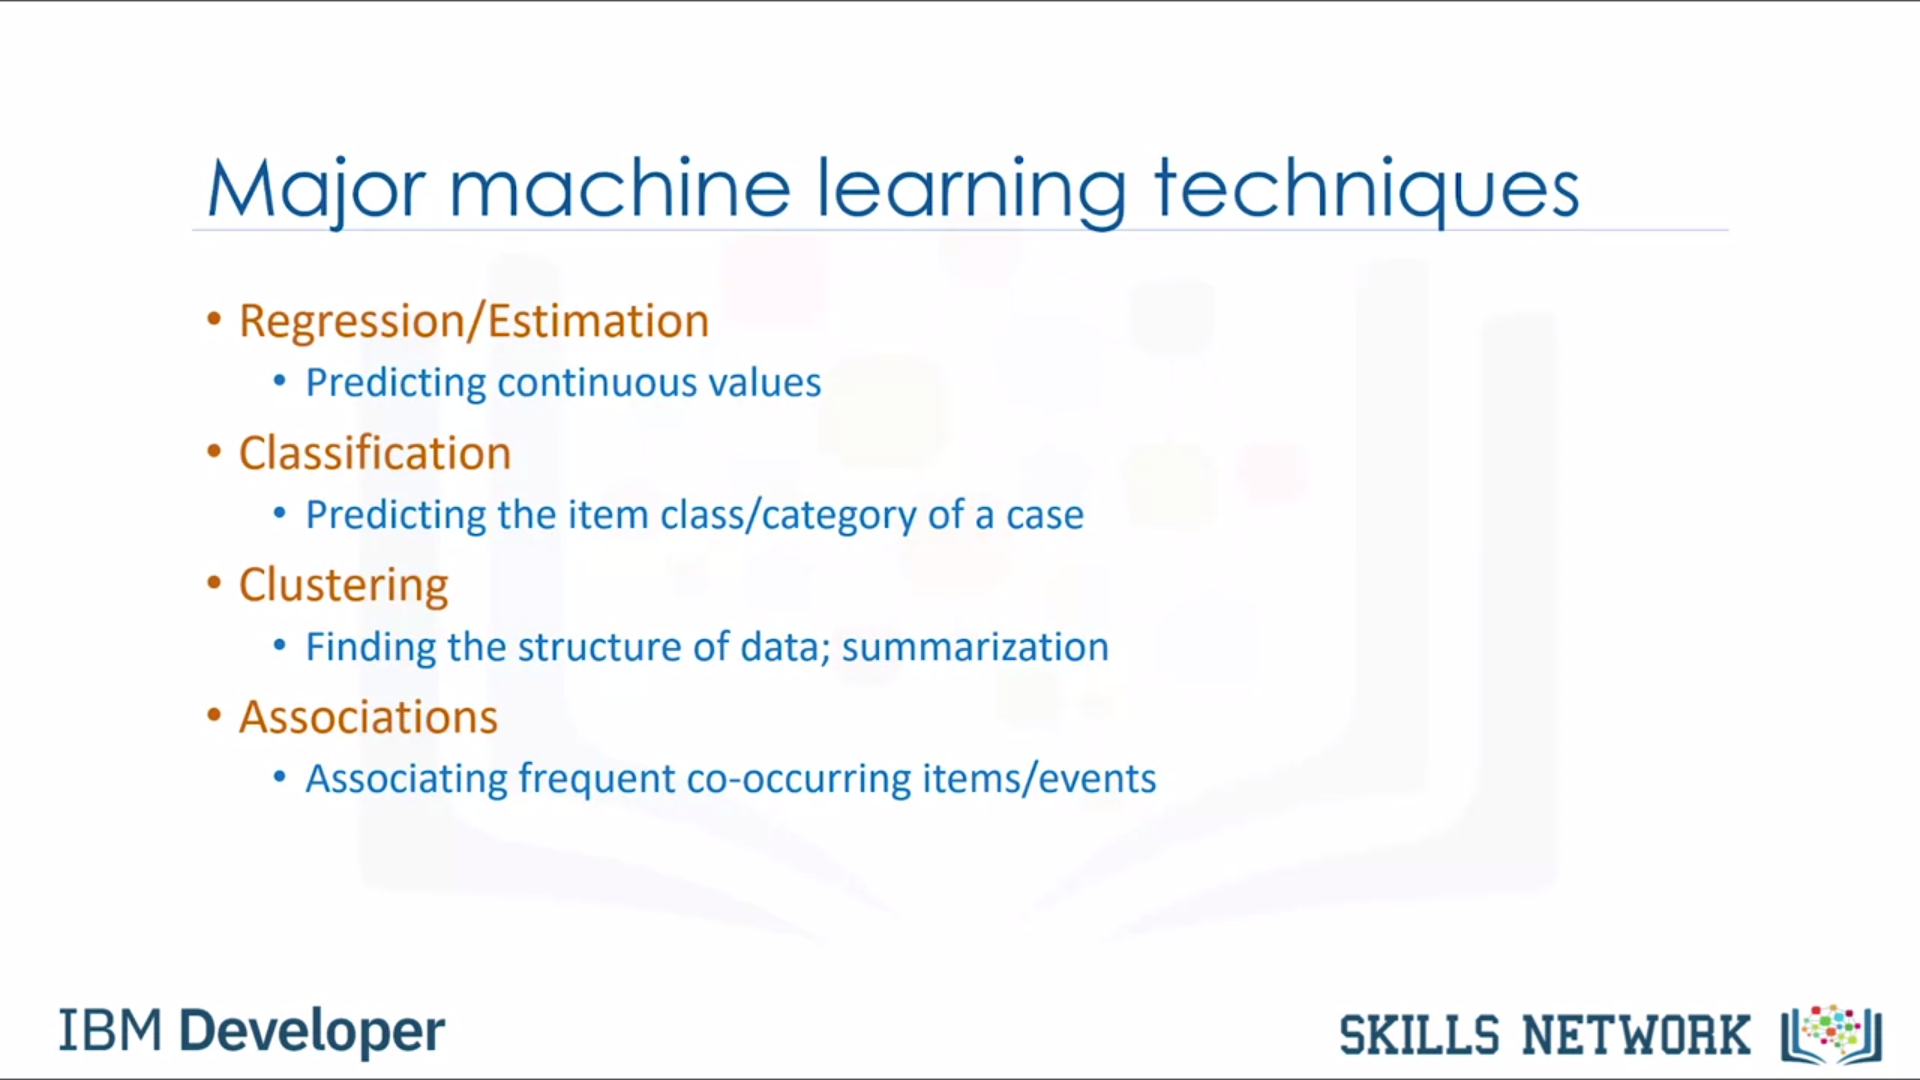 Major machine learning techniques
• Regression/Estimation
• Predicting continuous values
• Classification
• Predicting the item class/category of a case
• Clustering
• Finding the structure of data; summarization
• Associations
• Associating frequent co-occurring items/events
IBM Developer
SKILLS NETWORK